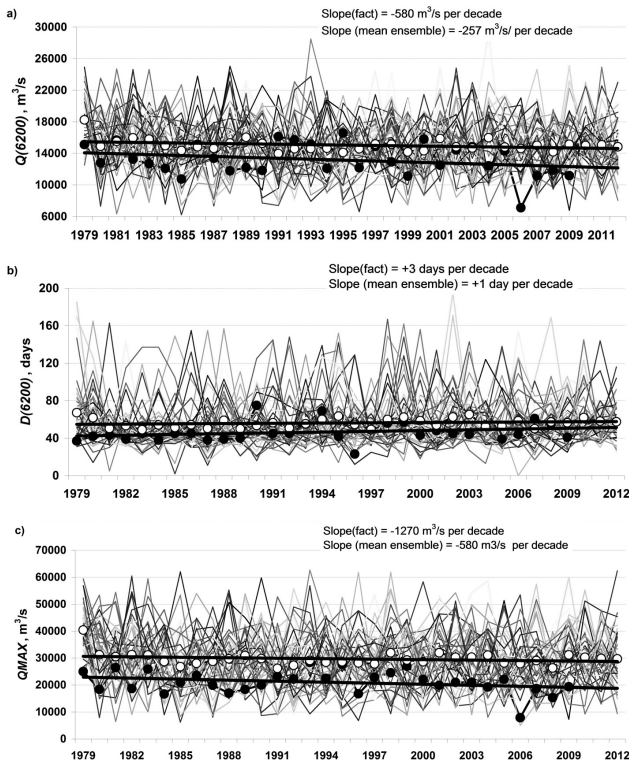 a)
Slope(fact) = -580 m³/s per decade
Slope (mean ensemble) = -257 m³/s/ per decade
Q(6200), m³/s
30000
26000
22000
18000
14000
10000
6000
1979 1981 1983 1985 1987 1989 1991 1993 1995 1997 1999 2001 2003 2005 2007 2009 2011
b)
Slope(fact) = +3 days per decade
Slope (mean ensemble) = +1 day per decade
D(6200), days
200
160
120
80
40
0
1979 1982 1985 1988 1991 1994 1997 2000 2003 2006 2009 2012
c)
Slope(fact) = -1270 m³/s per decade
Slope (mean ensemble) = -580 m3/s per decade
QMAX, m³/s
70000
60000
50000
40000
30000
20000
10000
0
1979 1982 1985 1988 1991 1994 1997 2000 2003 2006 2009 2012